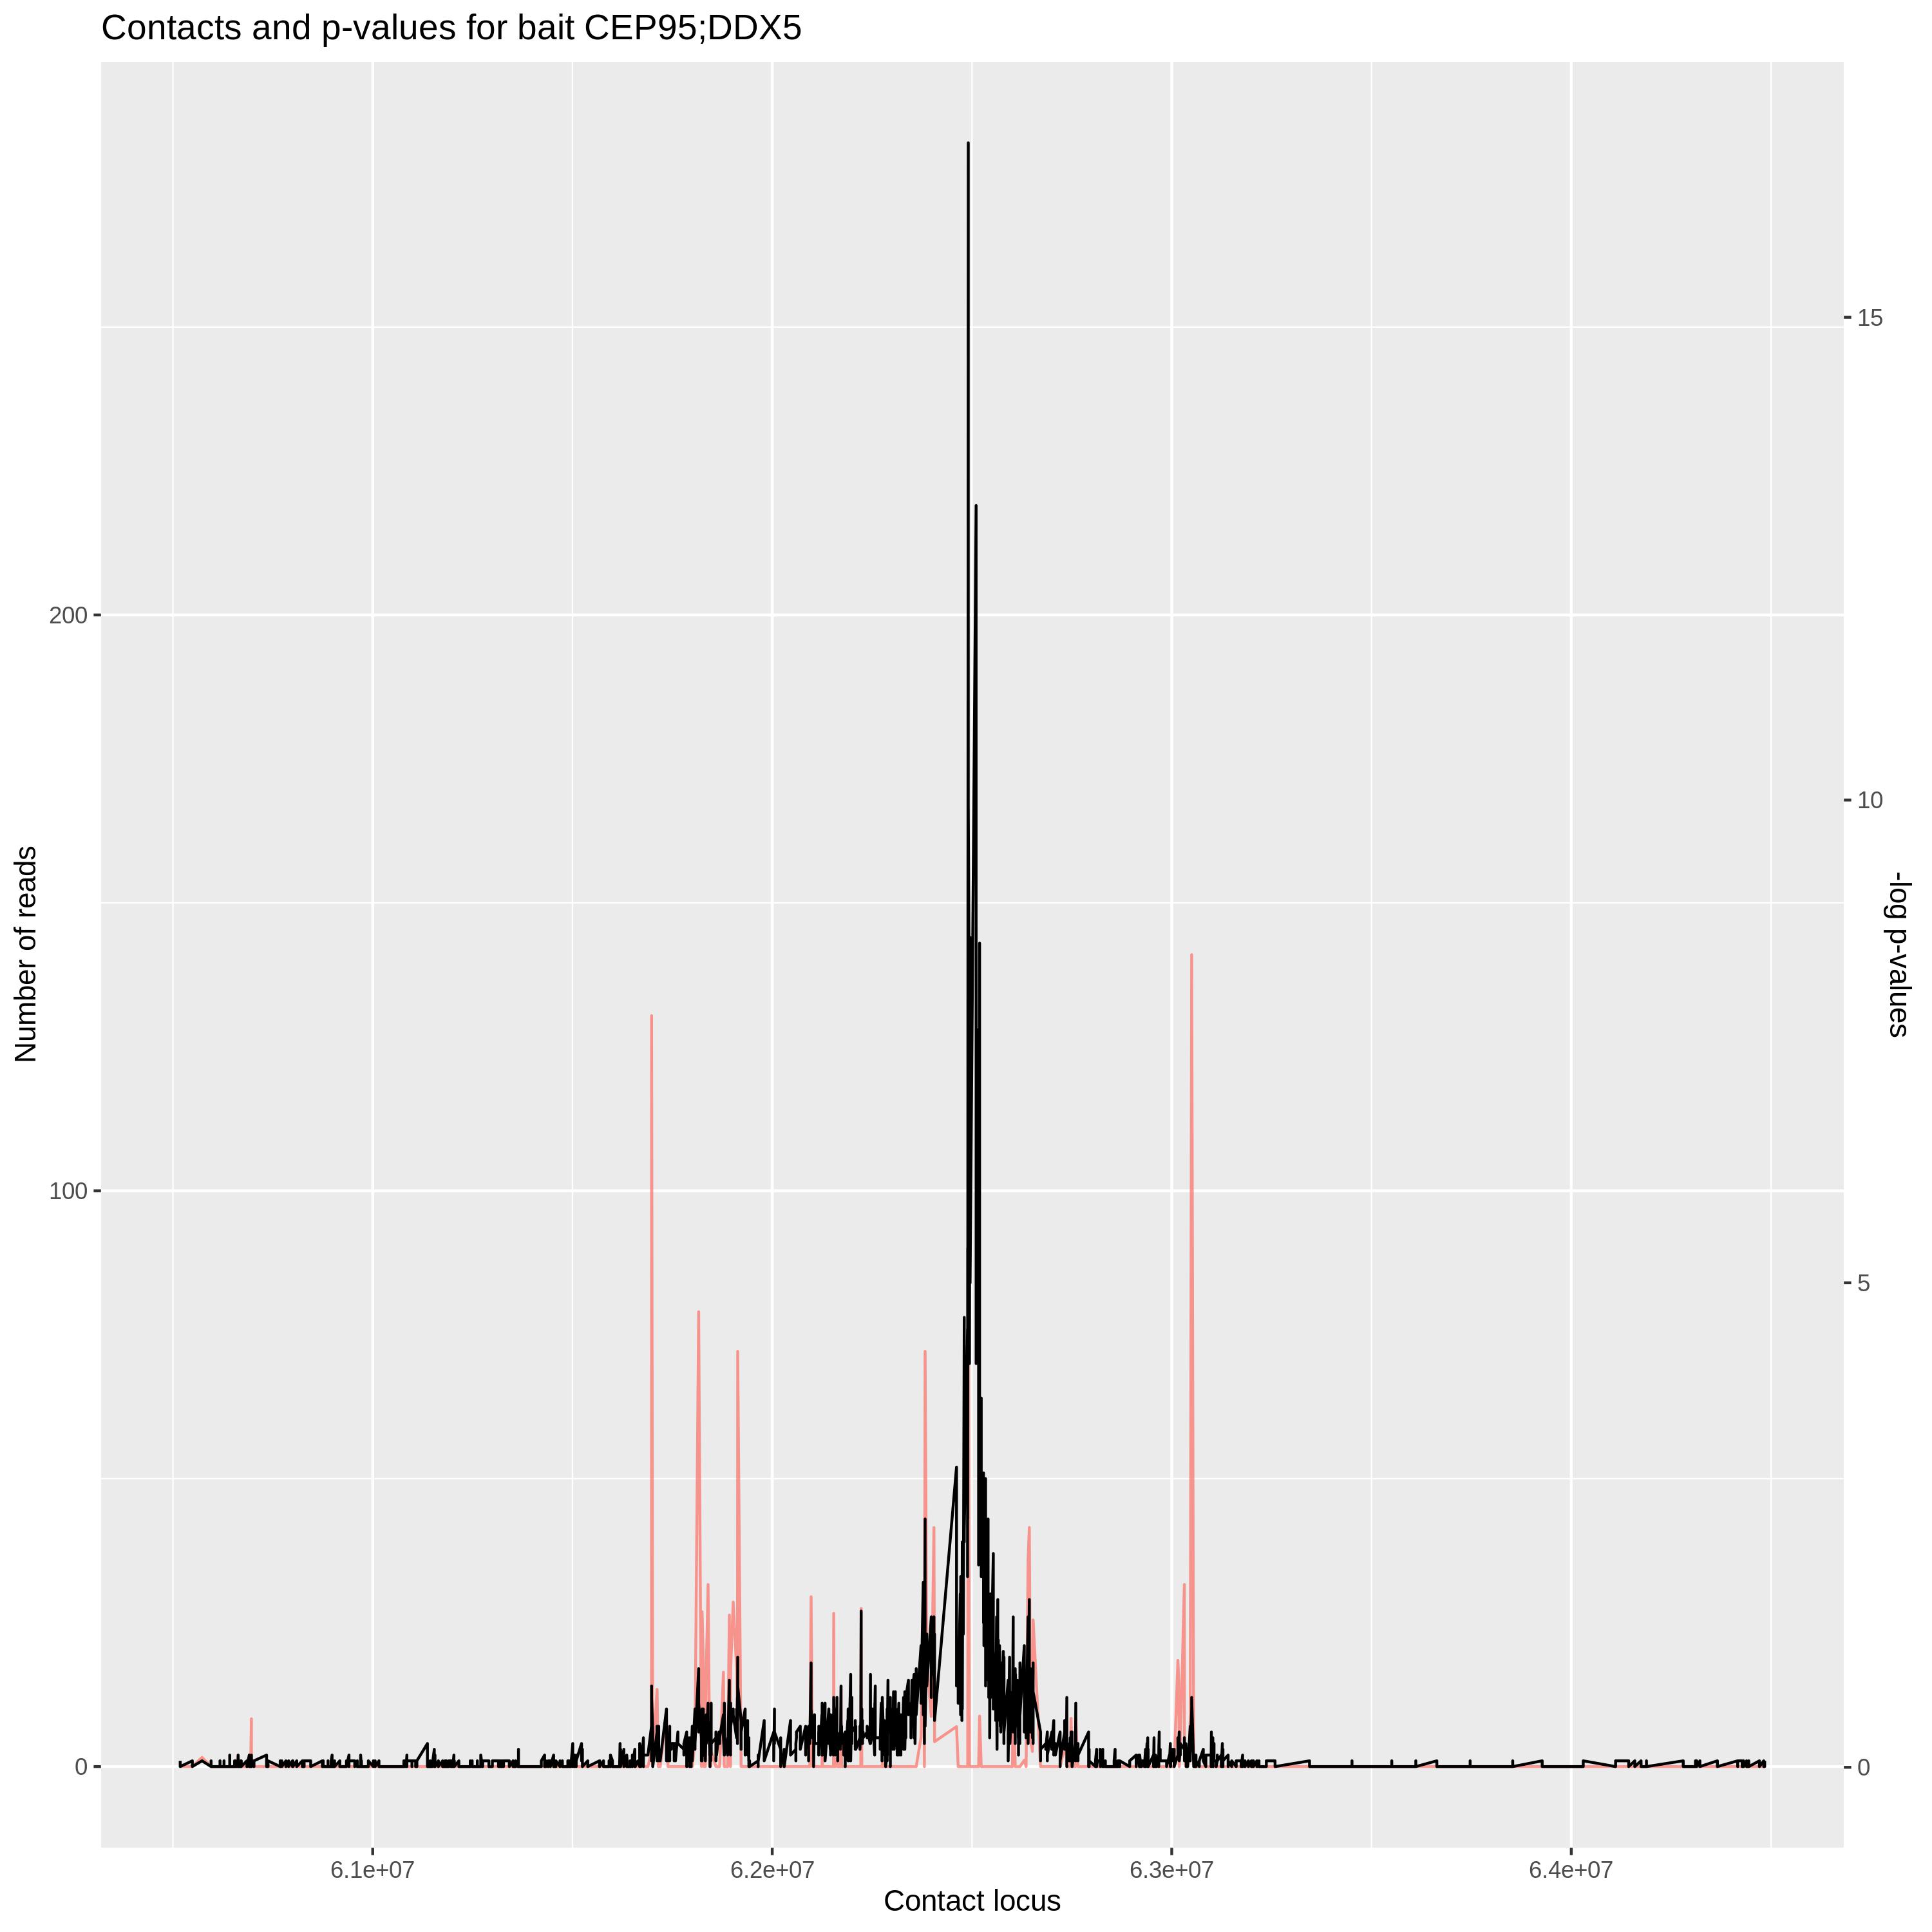 Contacts and p-values for bait CEP95;DDX5
Number of reads
200
100
0
15
10
5
0
-log p-values
6.1e+07
6.2e+07
6.3e+07
6.4e+07
Contact locus